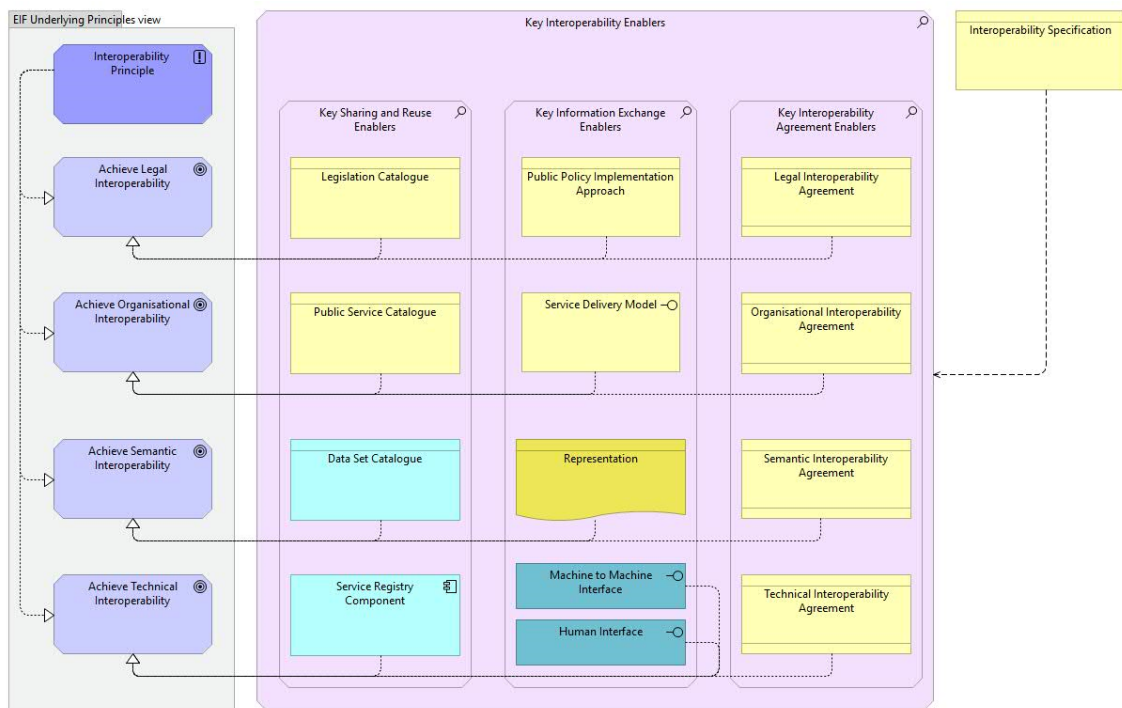 EIF Underlying Principles view
Key Interoperability Enablers
Interoperability Specification
Interoperability
Principle
Key Sharing and Reuse
Enablers
Key Information Exchange
Enablers
Key Interoperability
Agreement Enablers
Achieve Legal
Interoperability
Legislation Catalogue
Public Policy Implementation
Approach
Legal Interoperability
Agreement
Achieve Organisational
Interoperability
Public Service Catalogue
Service Delivery Model
Organisational Interoperability
Agreement
Achieve Semantic
Interoperability
Data Set Catalogue
Representation
Semantic Interoperability
Agreement
Achieve Technical
Interoperability
Service Registry
Component
Machine to Machine
Interface
Human Interface
Technical Interoperability
Agreement